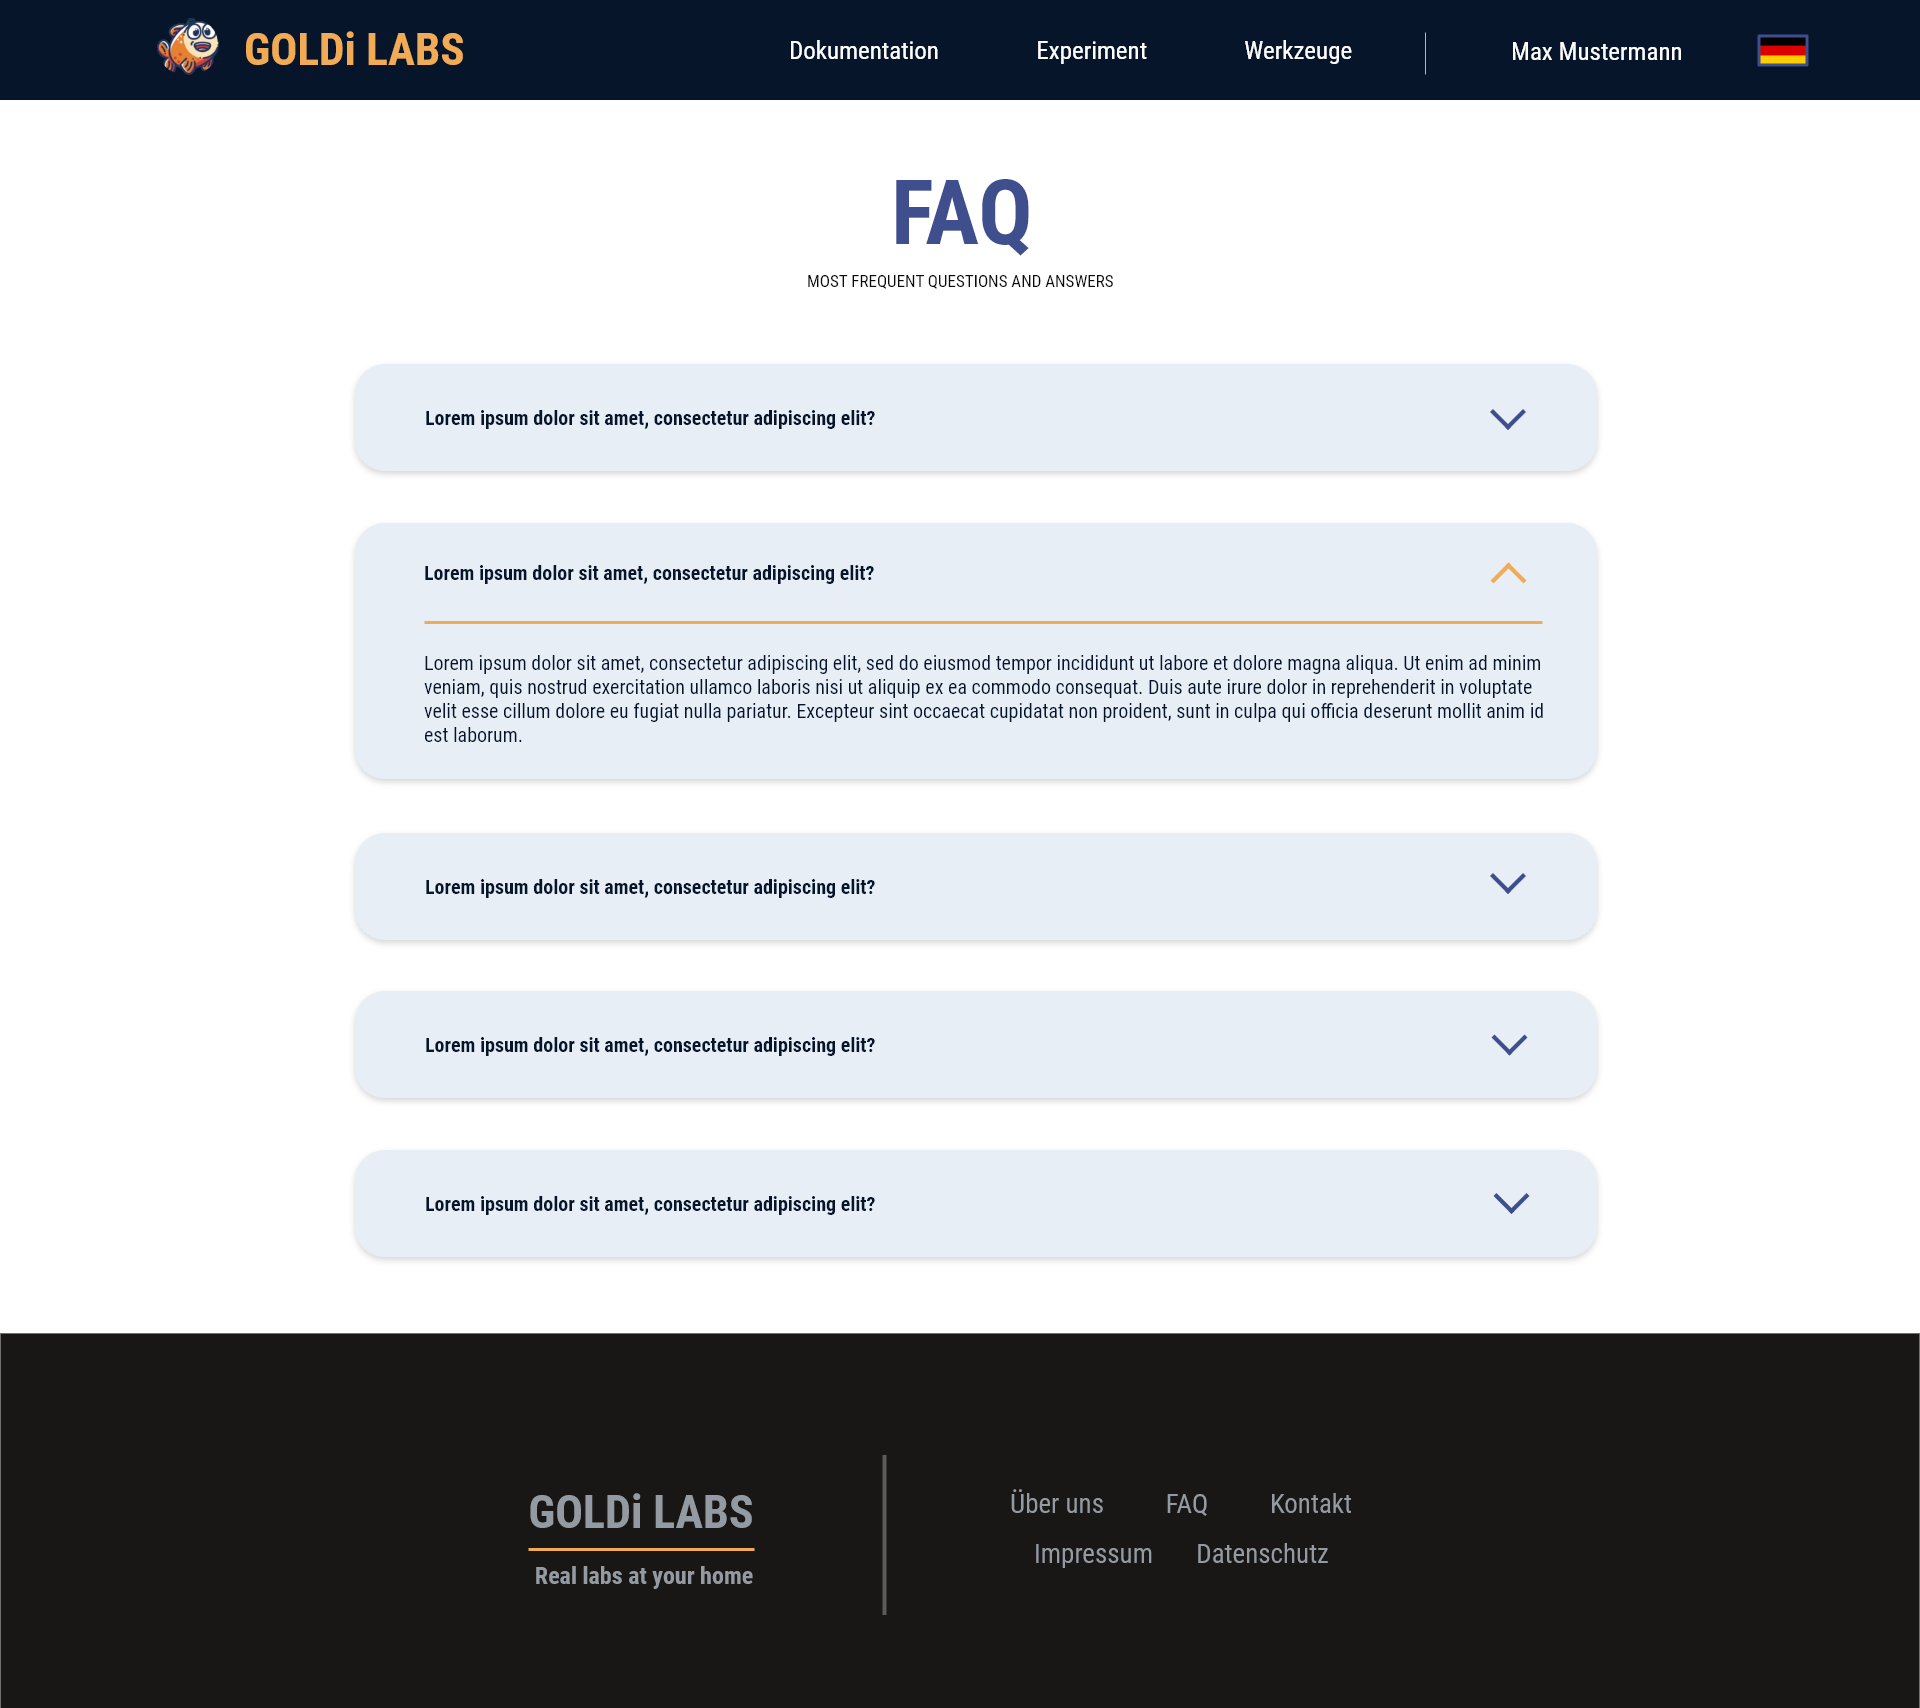 GOLDi LABS
Dokumentation
Experiment
Werkzeuge
Max Mustermann
FAQ
MOST FREQUENT QUESTIONS AND ANSWERS
Lorem ipsum dolor sit amet, consectetur adipiscing elit?
Lorem ipsum dolor sit amet, consectetur adipiscing elit?
Lorem ipsum dolor sit amet, consectetur adipiscing elit, sed do eiusmod tempor incididunt ut labore et dolore magna aliqua. Ut enim ad minim
veniam, quis nostrud exercitation ullamco laboris nisi ut aliquip ex ea commodo consequat. Duis aute irure dolor in reprehenderit in voluptate
velit esse cillum dolore eu fugiat nulla pariatur. Excepteur sint occaecat cupidatat non proident, sunt in culpa qui officia deserunt mollit anim id
est laborum.
Lorem ipsum dolor sit amet, consectetur adipiscing elit?
Lorem ipsum dolor sit amet, consectetur adipiscing elit?
Lorem ipsum dolor sit amet, consectetur adipiscing elit?
GOLDi LABS
Real labs at your home
Über uns
FAQ
Kontakt
Impressum
Datenschutz